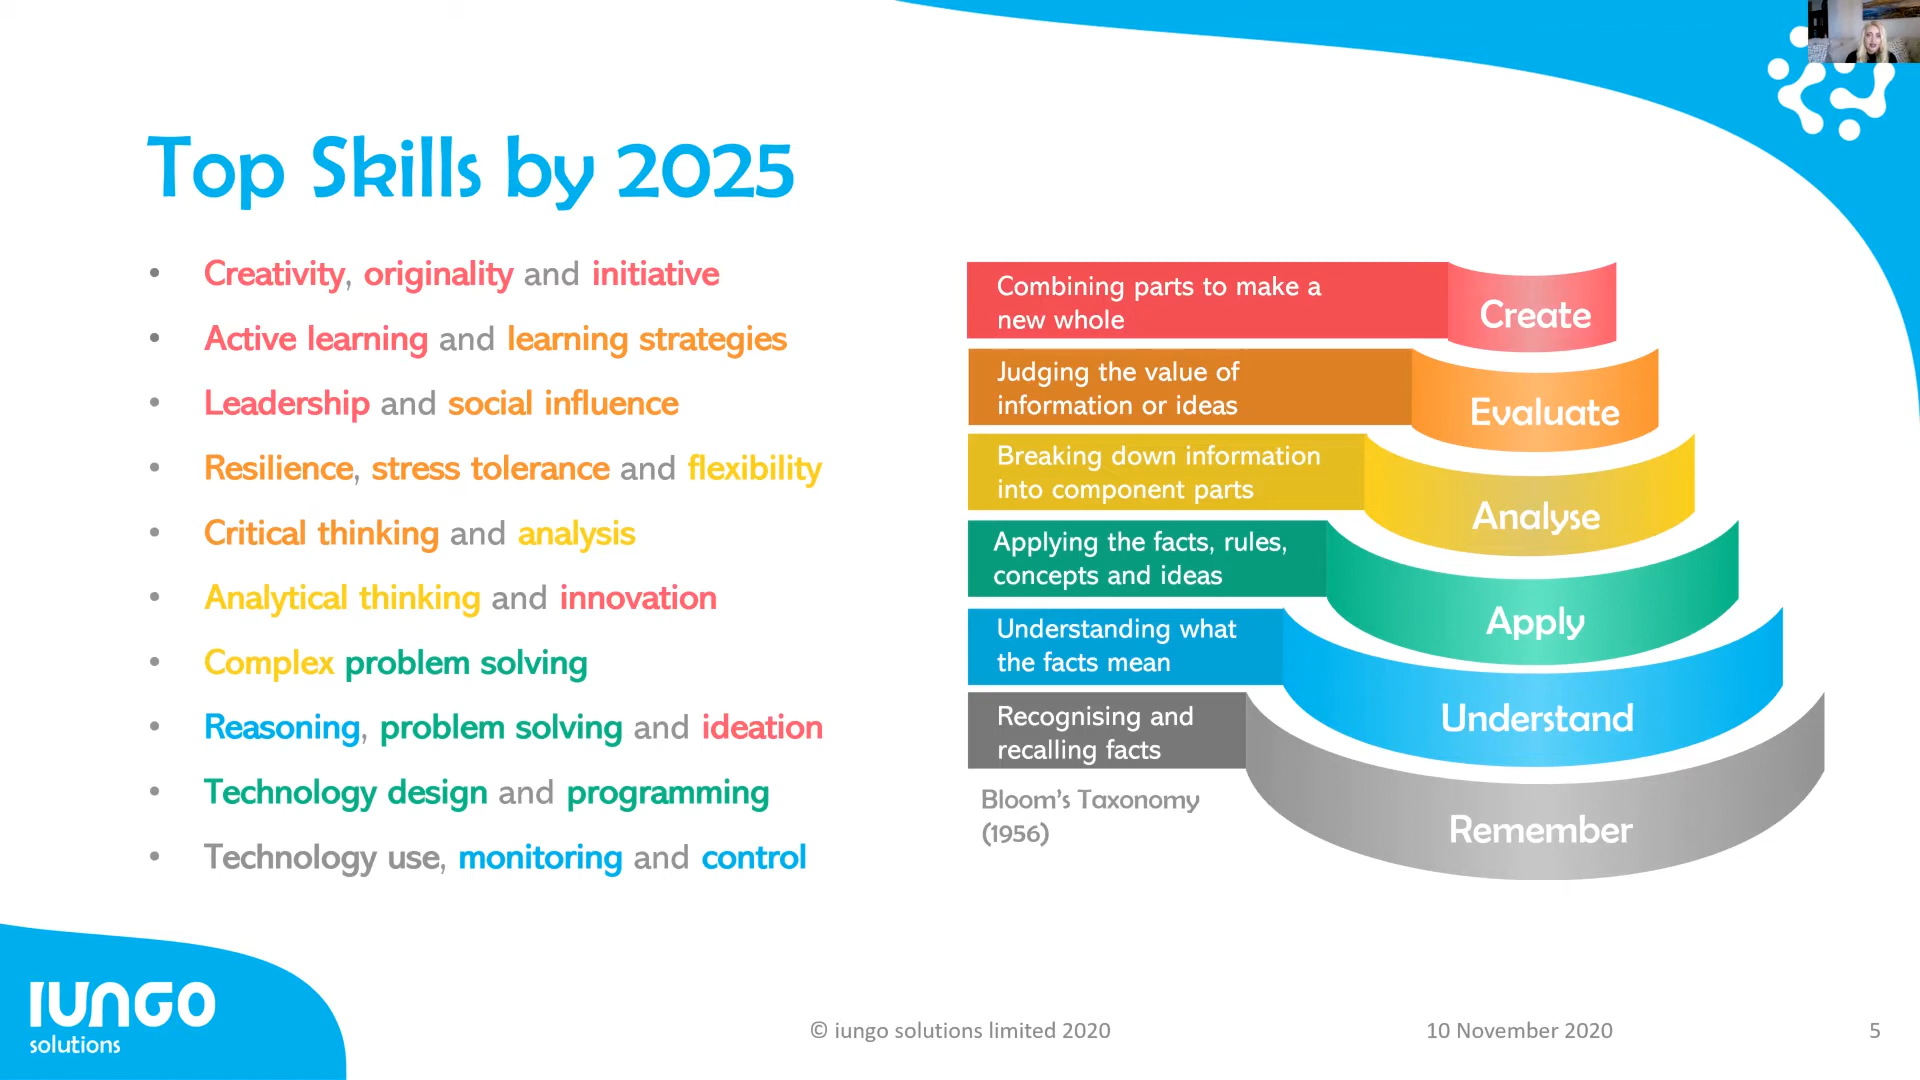 Top Skills by 2025
• Creativity, originality and initiative
• Active learning and learning strategies
• Leadership and social influence
• Resilience, stress tolerance and flexibility
• Critical thinking and analysis
• Analytical thinking and innovation
• Complex problem solving
• Reasoning, problem solving and ideation
• Technology design and programming
• Technology use, monitoring and control
Combining parts to make a
new whole
Create
Judging the value of
information or ideas
Evaluate
Breaking down information
into component parts
Analyse
Applying the facts, rules,
concepts and ideas
Apply
Understanding what
the facts mean
Understand
Recognising and
recalling facts
Remember
Bloom's Taxonomy
(1956)
IUNGO
solutions
© iungo solutions limited 2020
10 November 2020
5